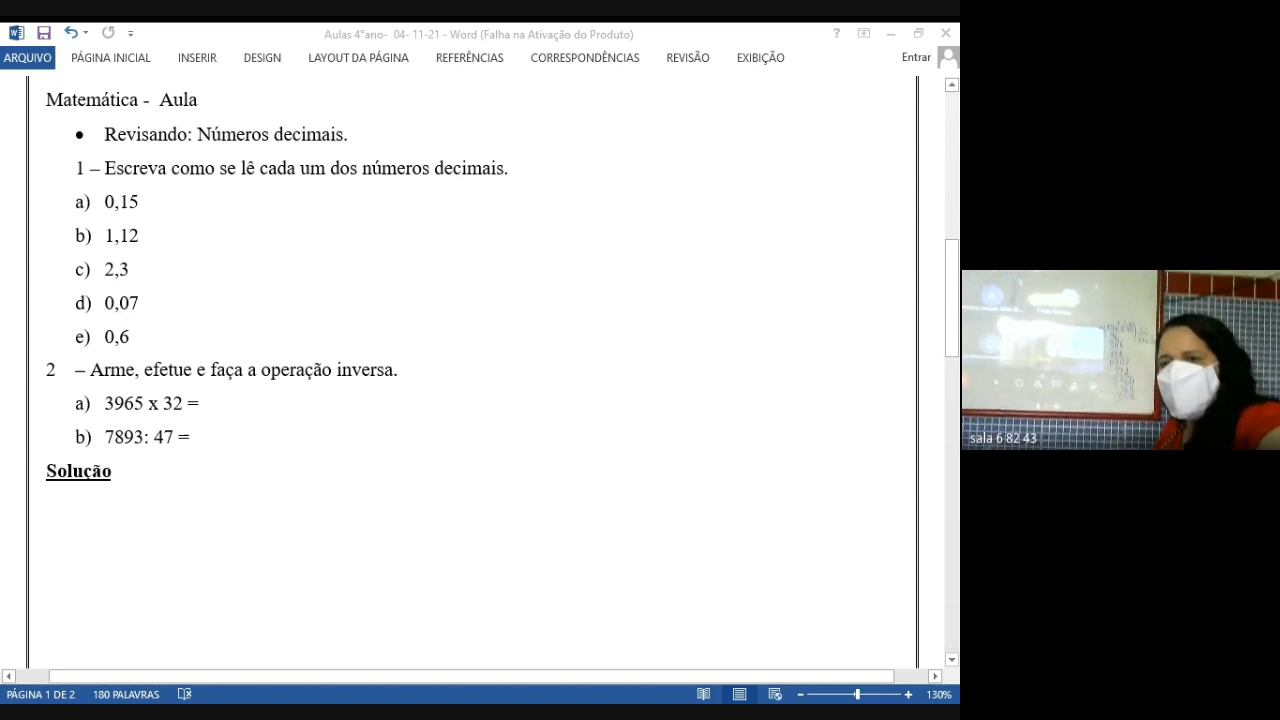 Aulas 4°ano- 04- 11-21 - Word (Falha na Ativação do Produto)
ARQUIVO PÁGINA INICIAL INSERIR DESIGN LAYOUT DA PÁGINA REFERÊNCIAS CORRESPONDÊNCIAS REVISÃO EXIBIÇÃO Entrar
Matemática - Aula
• Revisando: Números decimais.
1 – Escreva como se lê cada um dos números decimais.
a) 0,15
b) 1,12
c) 2,3
d) 0,07
e) 0,6
2 – Arme, efetue e faça a operação inversa.
a) 3965 x 32 =
b) 7893: 47 =
Solução
sala 6 82 43
PÁGINA 1 DE 2 180 PALAVRAS 130%